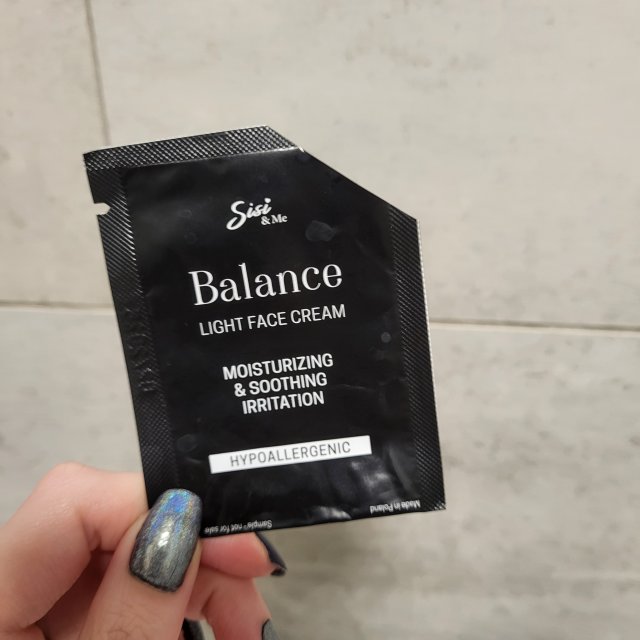 Sisi
& Me
Balance
LIGHT FACE CREAM
MOISTURIZING
& SOOTHING
IRRITATION
HYPOALLERGENIC
Sample - not for sale
Made in Poland